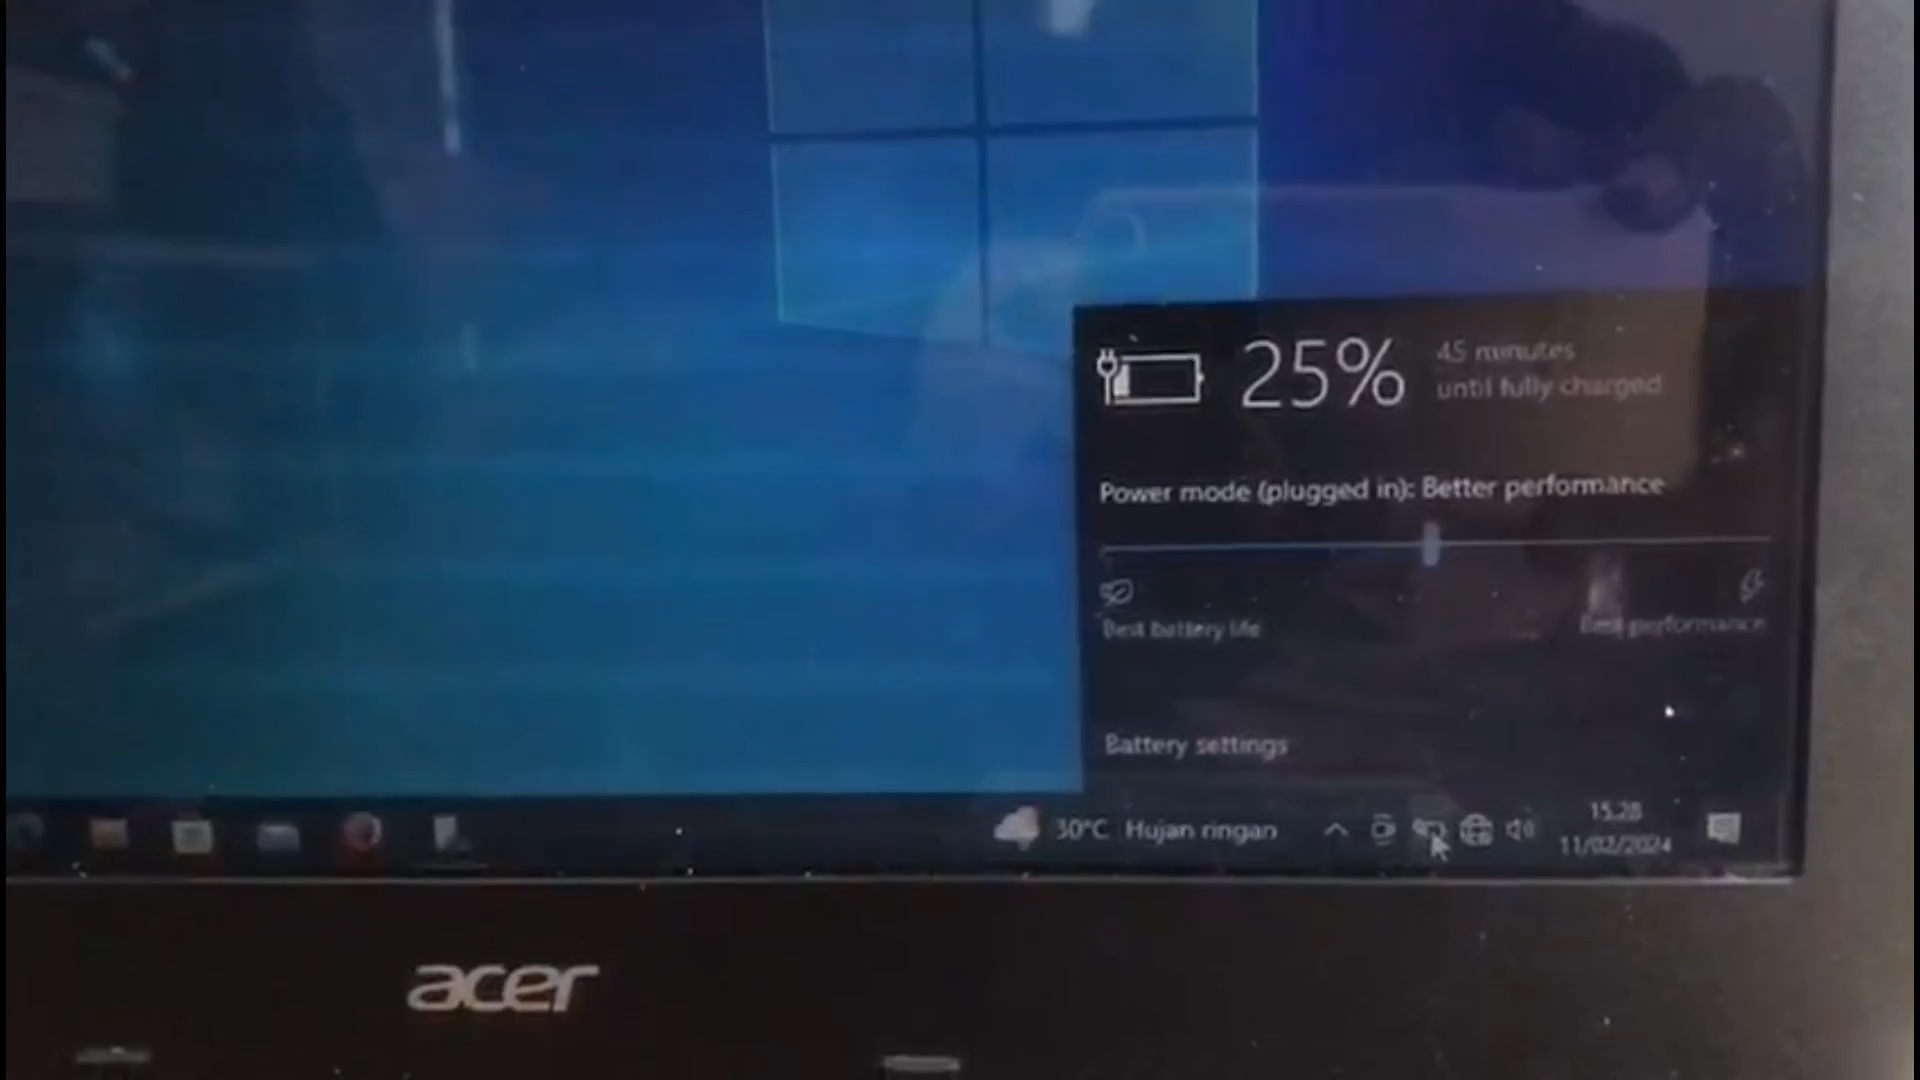 25%
45 minutes
until fully charged
Power mode (plugged in): Better performance
Best battery life
Best performance
Battery settings
30°C Hujan ringan
15.28
11/02/2024
acer